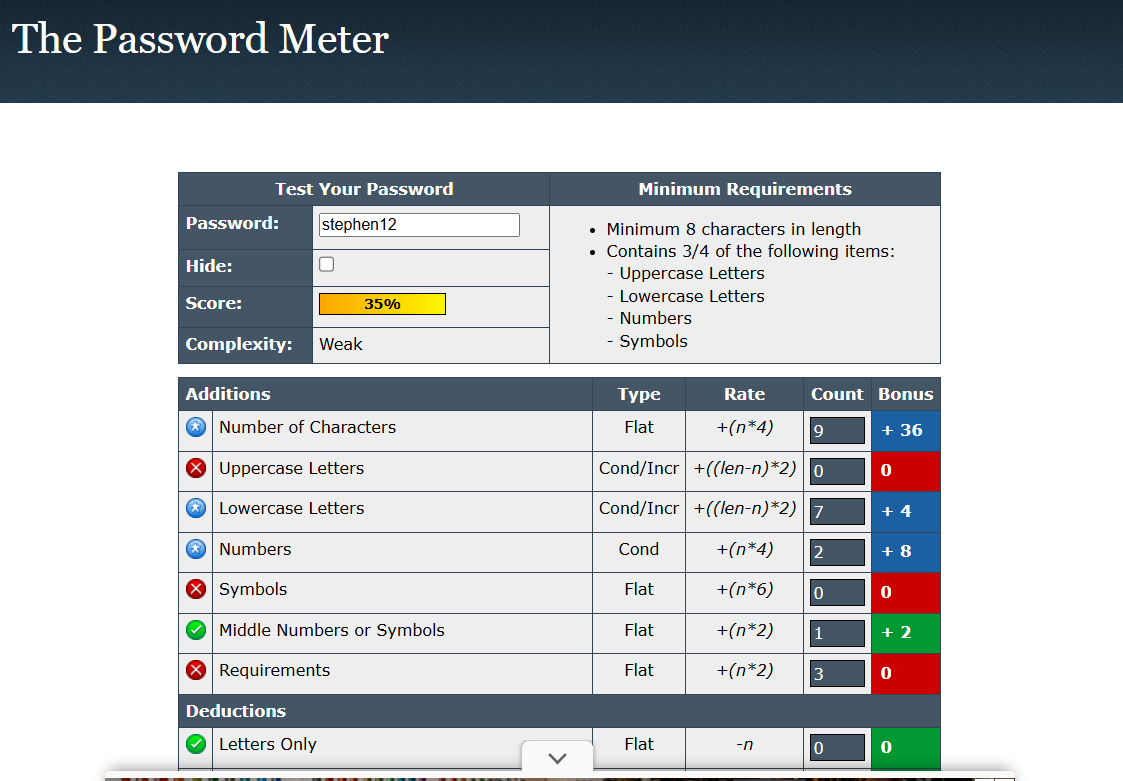 The Password Meter
Test Your Password Minimum Requirements
Password: stephen12
Hide:
Score: 35%
Complexity: Weak
• Minimum 8 characters in length
• Contains 3/4 of the following items:
- Uppercase Letters
- Lowercase Letters
- Numbers
- Symbols
Additions Type Rate Count Bonus
Number of Characters Flat +(n*4) 9 + 36
Uppercase Letters Cond/Incr +((len-n)*2) 0 0
Lowercase Letters Cond/Incr +((len-n)*2) 7 + 4
Numbers Cond +(n*4) 2 + 8
Symbols Flat +(n*6) 0 0
Middle Numbers or Symbols Flat +(n*2) 1 + 2
Requirements Flat +(n*2) 3 0
Deductions
Letters Only Flat -n 0 0